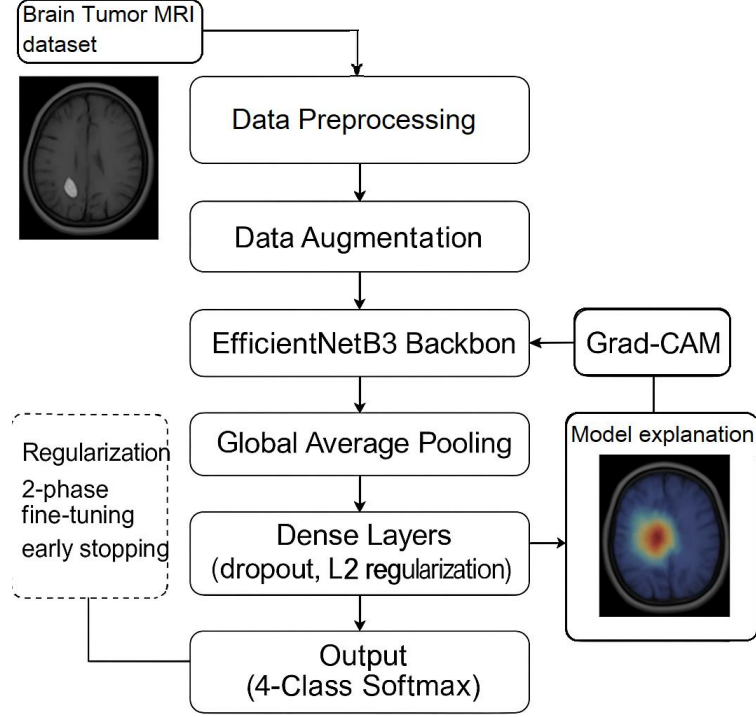 Brain Tumor MRI
dataset
Data Preprocessing
Data Augmentation
EfficientNetB3 Backbon
Grad-CAM
Global Average Pooling
Model explanation
Regularization
2-phase
fine-tuning
early stopping
Dense Layers
(dropout, L2 regularization)
Output
(4-Class Softmax)